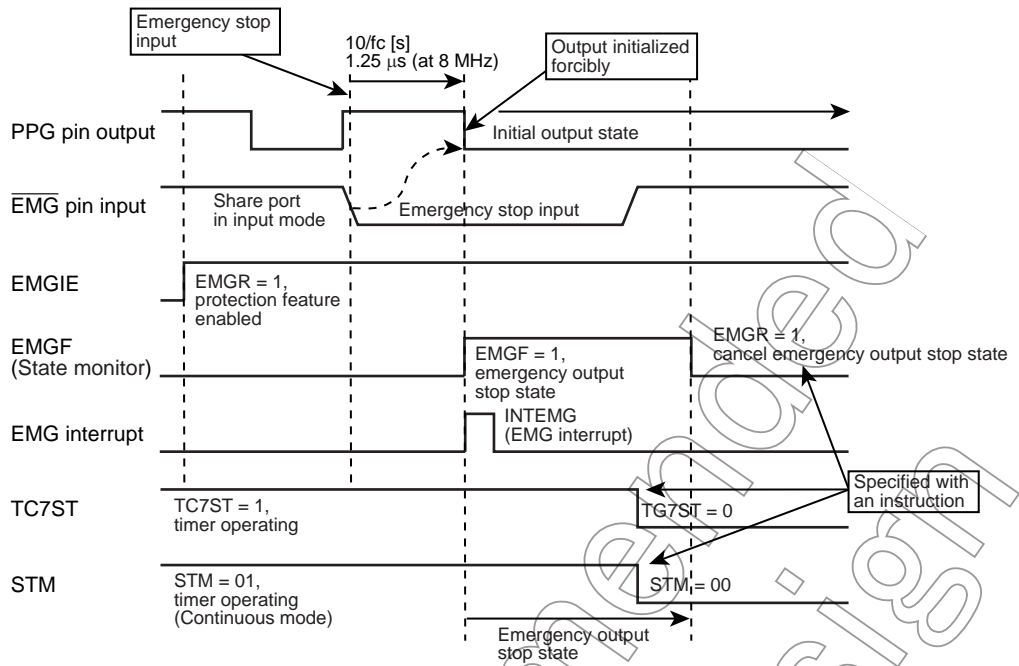 Emergency stop
input
10/fc [s]
1.25 μs (at 8 MHz)
Output initialized
forcibly
PPG pin output
Initial output state
EMG pin input
Share port
in input mode
Emergency stop input
EMGIE
EMGR = 1,
protection feature
enabled
EMGF
(State monitor)
EMGF = 1,
emergency output
stop state
EMGR = 1,
cancel emergency output stop state
EMG interrupt
INTEMG
(EMG interrupt)
Specified with
an instruction
TC7ST
TC7ST = 1,
timer operating
TG7ST = 0
STM
STM = 01,
timer operating
(Continuous mode)
STM = 00
Emergency output
stop state